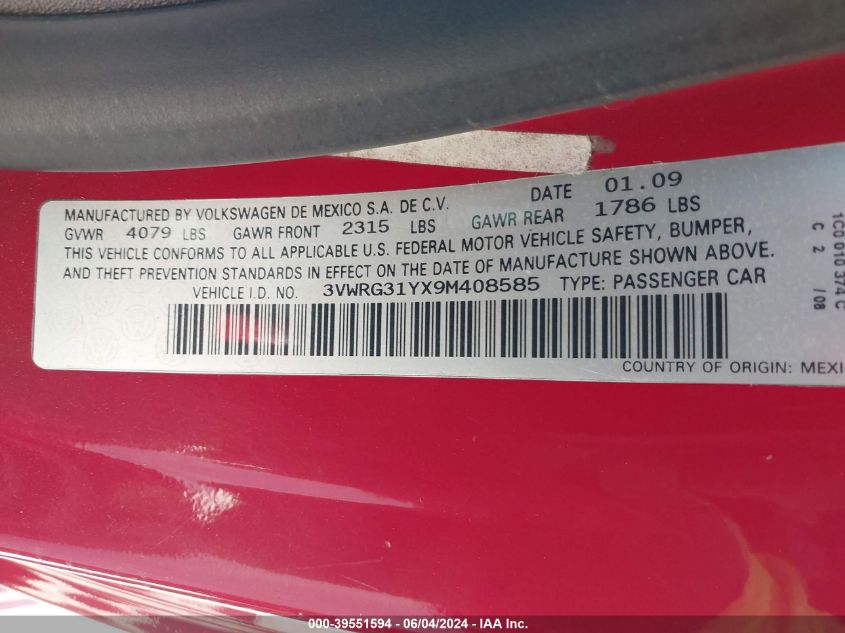 MANUFACTURED BY VOLKSWAGEN DE MEXICO S.A. DE C.V. DATE 01.09
GVWR 4079 LBS GAWR FRONT 2315 LBS GAWR REAR 1786 LBS
THIS VEHICLE CONFORMS TO ALL APPLICABLE U.S. FEDERAL MOTOR VEHICLE SAFETY, BUMPER,
AND THEFT PREVENTION STANDARDS IN EFFECT ON THE DATE OF MANUFACTURE SHOWN ABOVE.
VEHICLE I.D. NO. 3VWRG31YX9M408585 TYPE: PASSENGER CAR
COUNTRY OF ORIGIN: MEXI
1C0 010 374 C
C 2 / 08
000-39551594 - 06/04/2024 - IAA Inc.